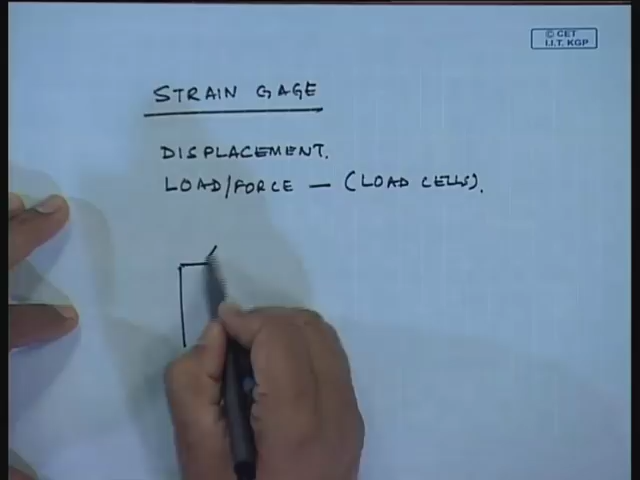 © CET
I.I.T. KGP
STRAIN GAGE
DISPLACEMENT.
LOAD/FORCE — (LOAD CELLS).